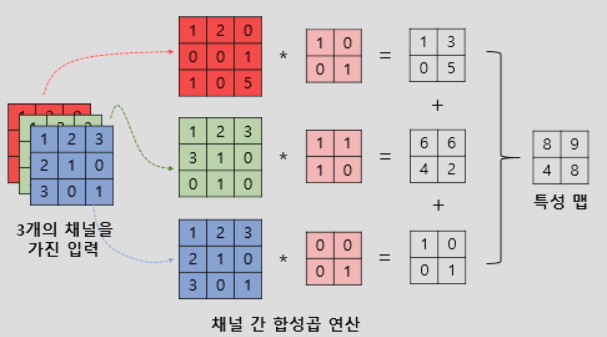 1 2 0 1 3
0 0 1 * 1 0 = 0 5
1 0 5 0 1
+
1 2 3 1 2 3 6 6 8 9
2 1 0 3 1 0 * 1 1 = 4 2 4 8
3 0 1 0 1 0 1 0
3개의 채널을 + 특성 맵
가진 입력
1 2 3 1 0
2 1 0 * 0 0 = 0 1
3 0 1 0 1
채널 간 합성곱 연산